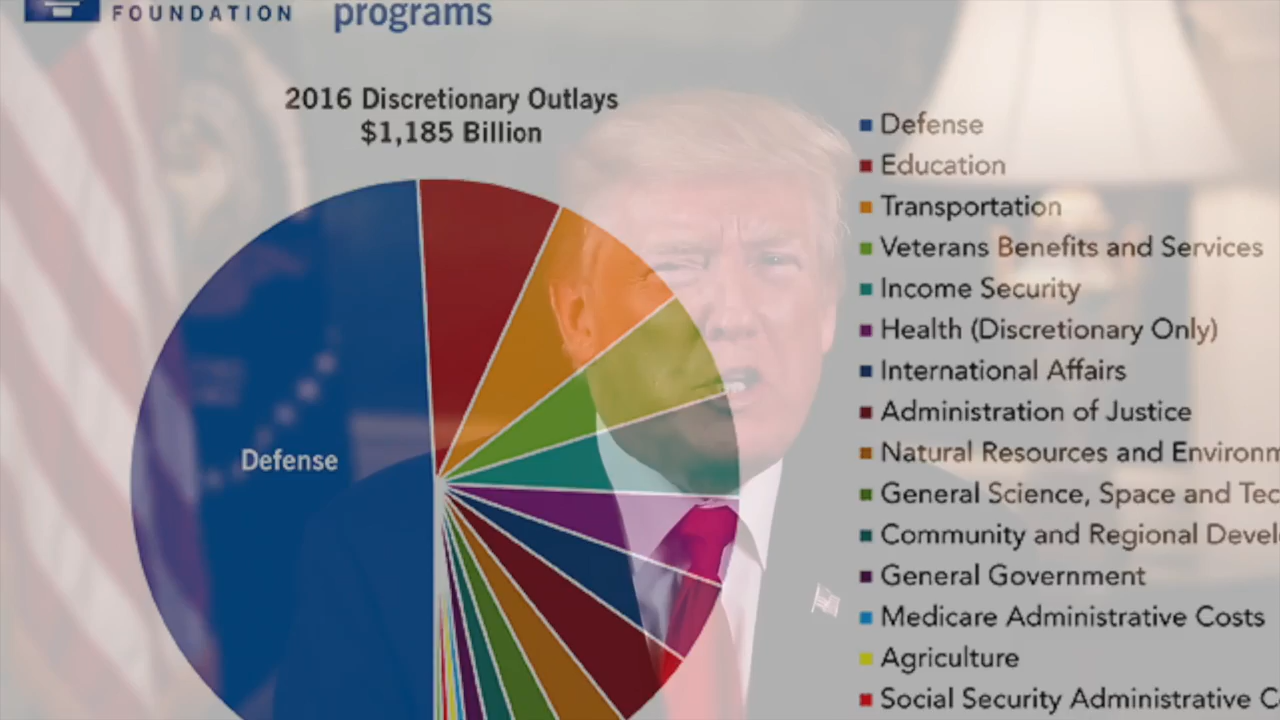 FOUNDATION
programs
2016 Discretionary Outlays
$1,185 Billion
Defense
Defense
Education
Transportation
Veterans Benefits and Services
Income Security
Health (Discretionary Only)
International Affairs
Administration of Justice
Natural Resources and Environm
General Science, Space and Tec
Community and Regional Devel
General Government
Medicare Administrative Costs
Agriculture
Social Security Administrative C